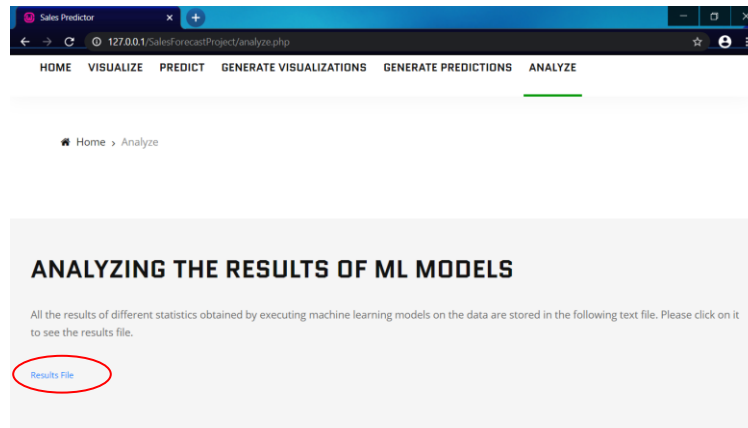 Sales Predictor
127.0.0.1/SalesForecastProject/analyze.php
HOME VISUALIZE PREDICT GENERATE VISUALIZATIONS GENERATE PREDICTIONS ANALYZE
Home > Analyze
ANALYZING THE RESULTS OF ML MODELS
All the results of different statistics obtained by executing machine learning models on the data are stored in the following text file. Please click on it
to see the results file.
Results File